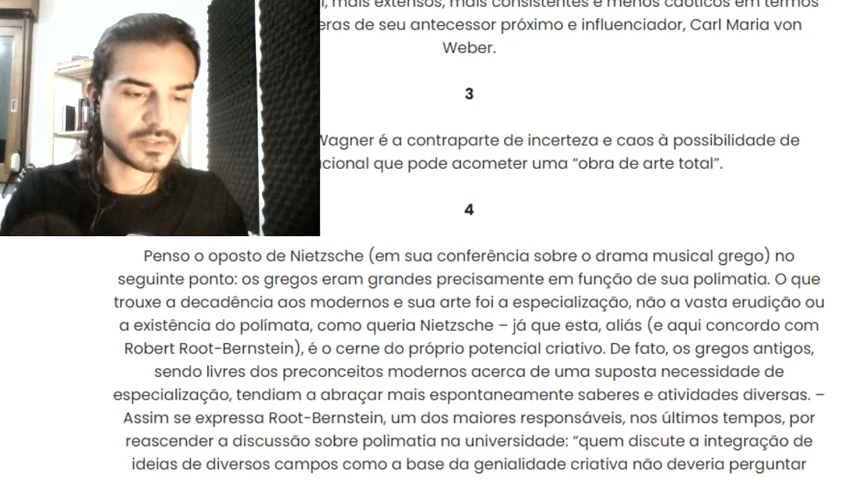 , mais extensos, mais consistentes e menos caóticos em termos
eras de seu antecessor próximo e influenciador, Carl Maria von
Weber.
3
Wagner é a contraparte de incerteza e caos à possibilidade de
acional que pode acometer uma “obra de arte total”.
4
Penso o oposto de Nietzsche (em sua conferência sobre o drama musical grego) no
seguinte ponto: os gregos eram grandes precisamente em função de sua polimatia. O que
trouxe a decadência aos modernos e sua arte foi a especialização, não a vasta erudição ou
a existência do polímata, como queria Nietzsche – já que esta, aliás (e aqui concordo com
Robert Root-Bernstein), é o cerne do próprio potencial criativo. De fato, os gregos antigos,
sendo livres dos preconceitos modernos acerca de uma suposta necessidade de
especialização, tendiam a abraçar mais espontaneamente saberes e atividades diversas. –
Assim se expressa Root-Bernstein, um dos maiores responsáveis, nos últimos tempos, por
reascender a discussão sobre polimatia na universidade: “quem discute a integração de
ideias de diversos campos como a base da genialidade criativa não deveria perguntar